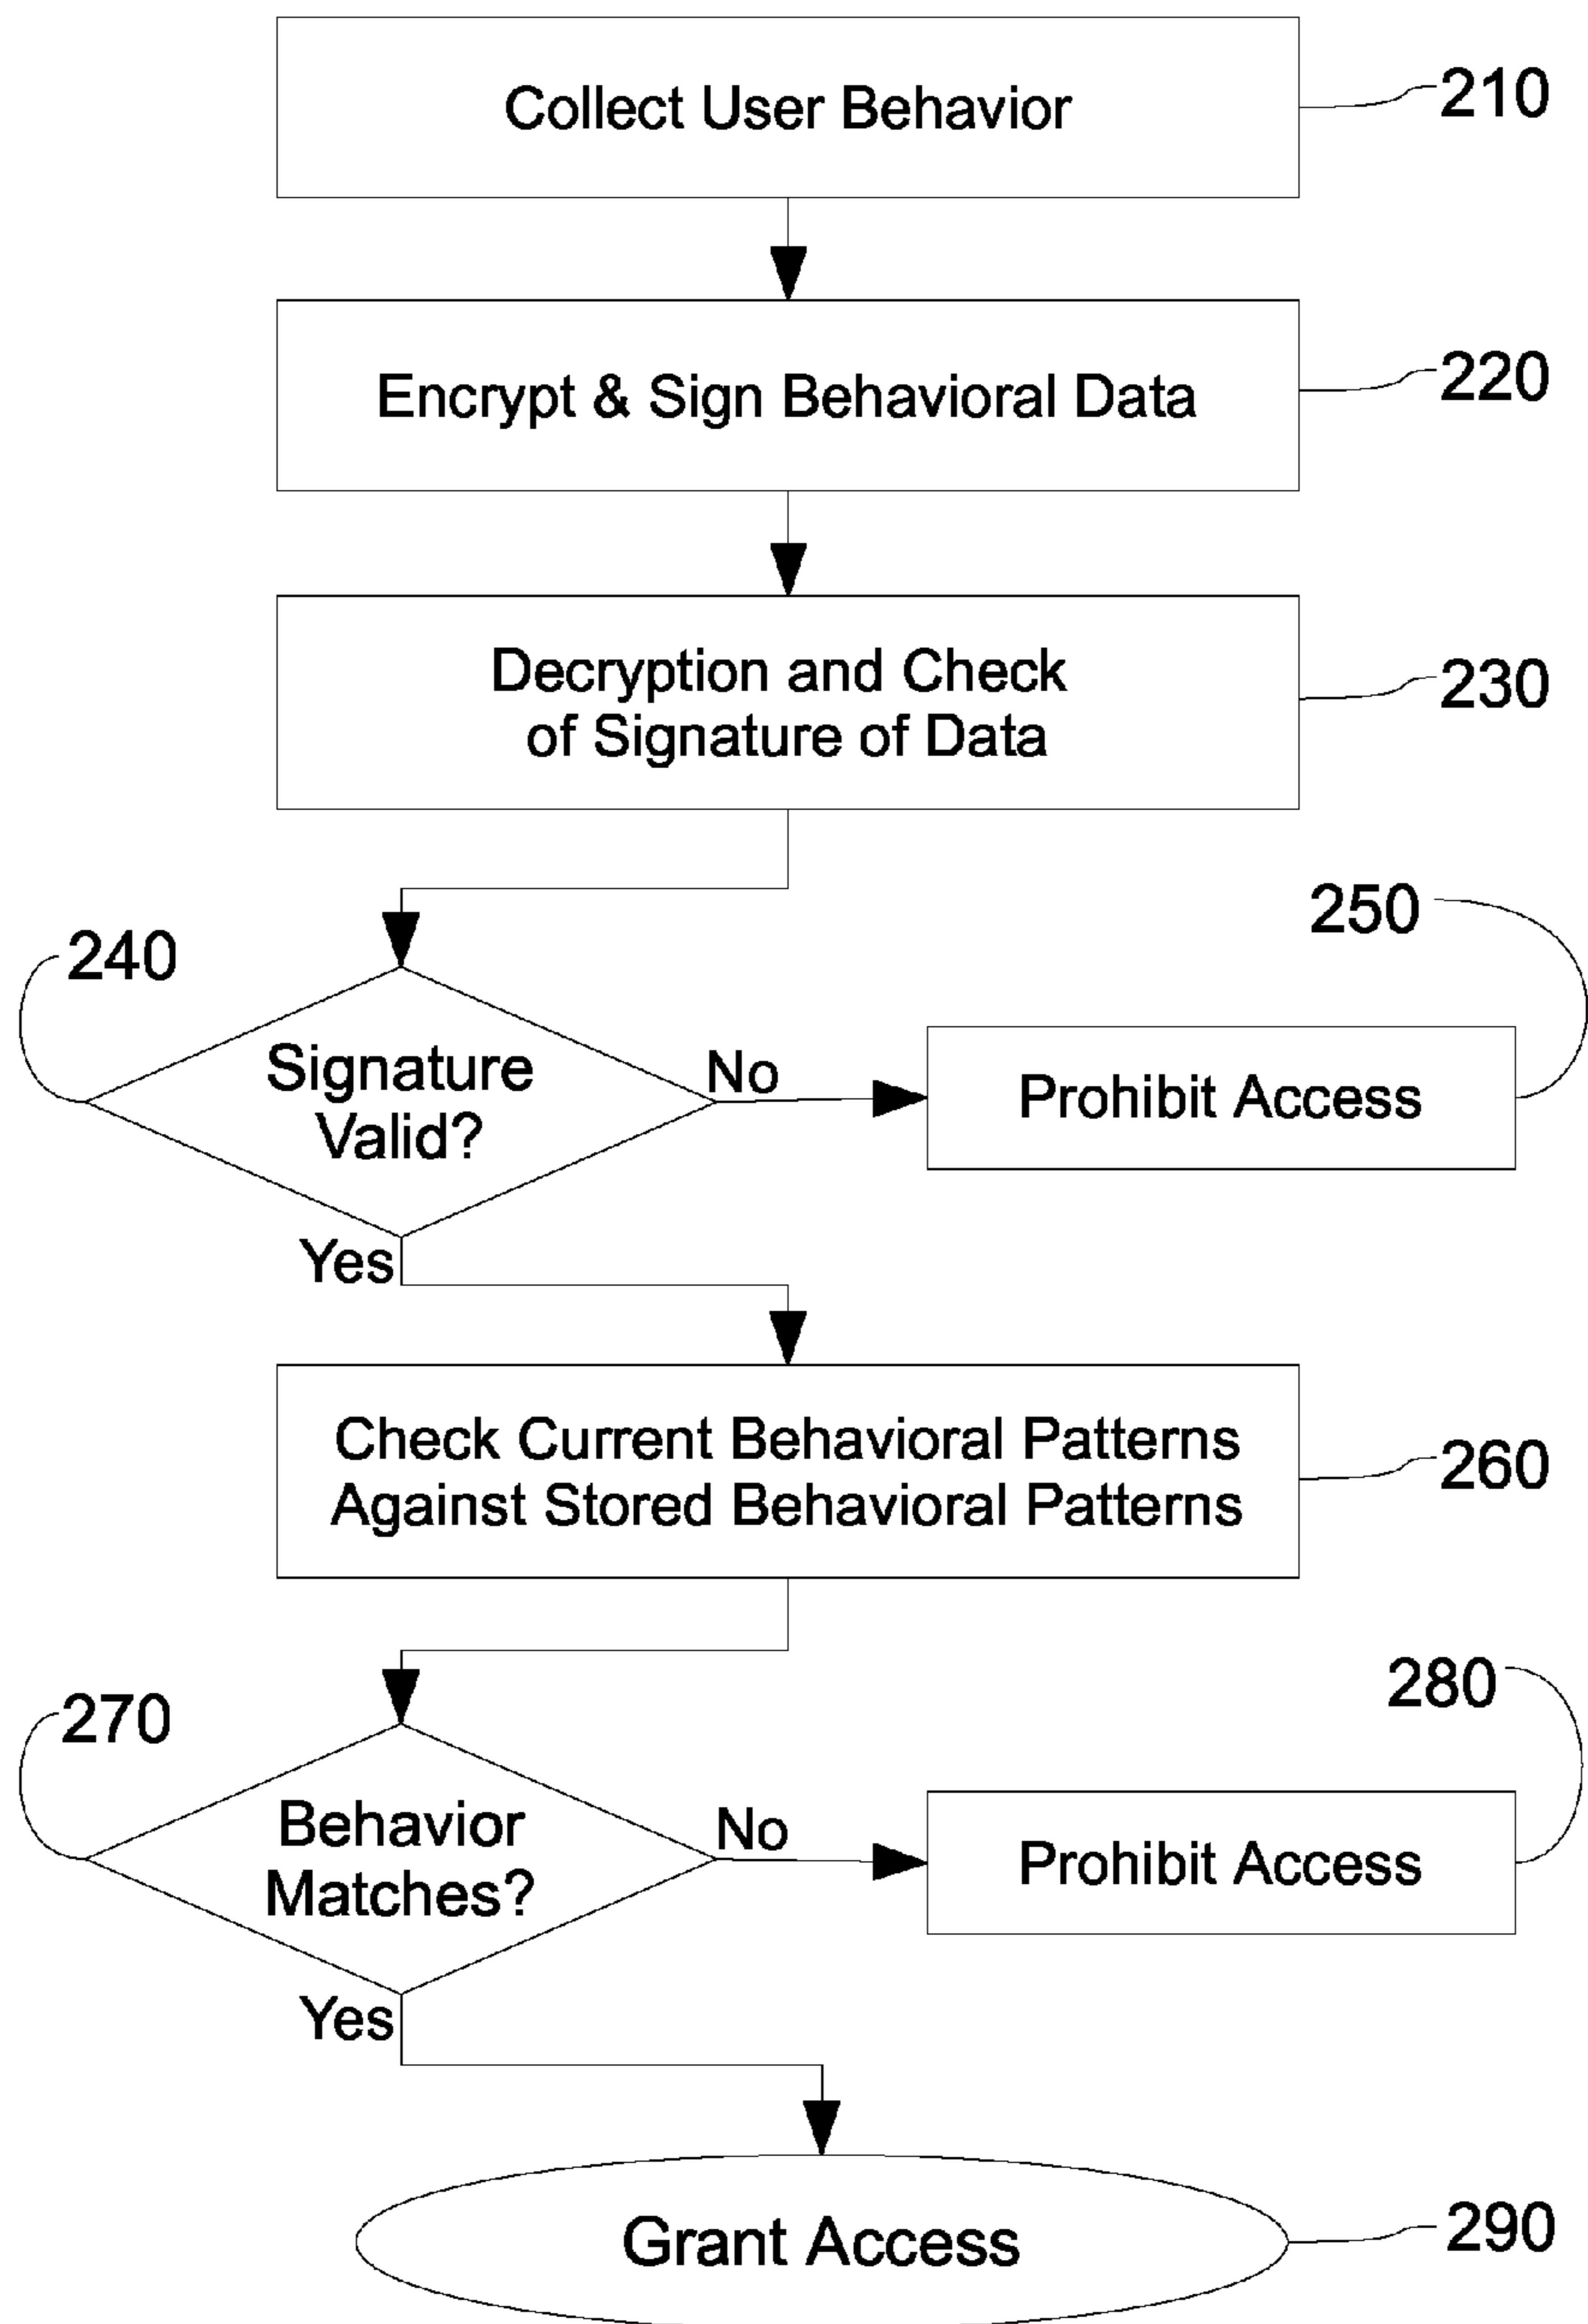 Collect User Behavior
210
Encrypt & Sign Behavioral Data
220
Decryption and Check
of Signature of Data
230
240
Signature
Valid?
No
250
Prohibit Access
Yes
Check Current Behavioral Patterns
Against Stored Behavioral Patterns
260
270
Behavior
Matches?
No
280
Prohibit Access
Yes
Grant Access
290